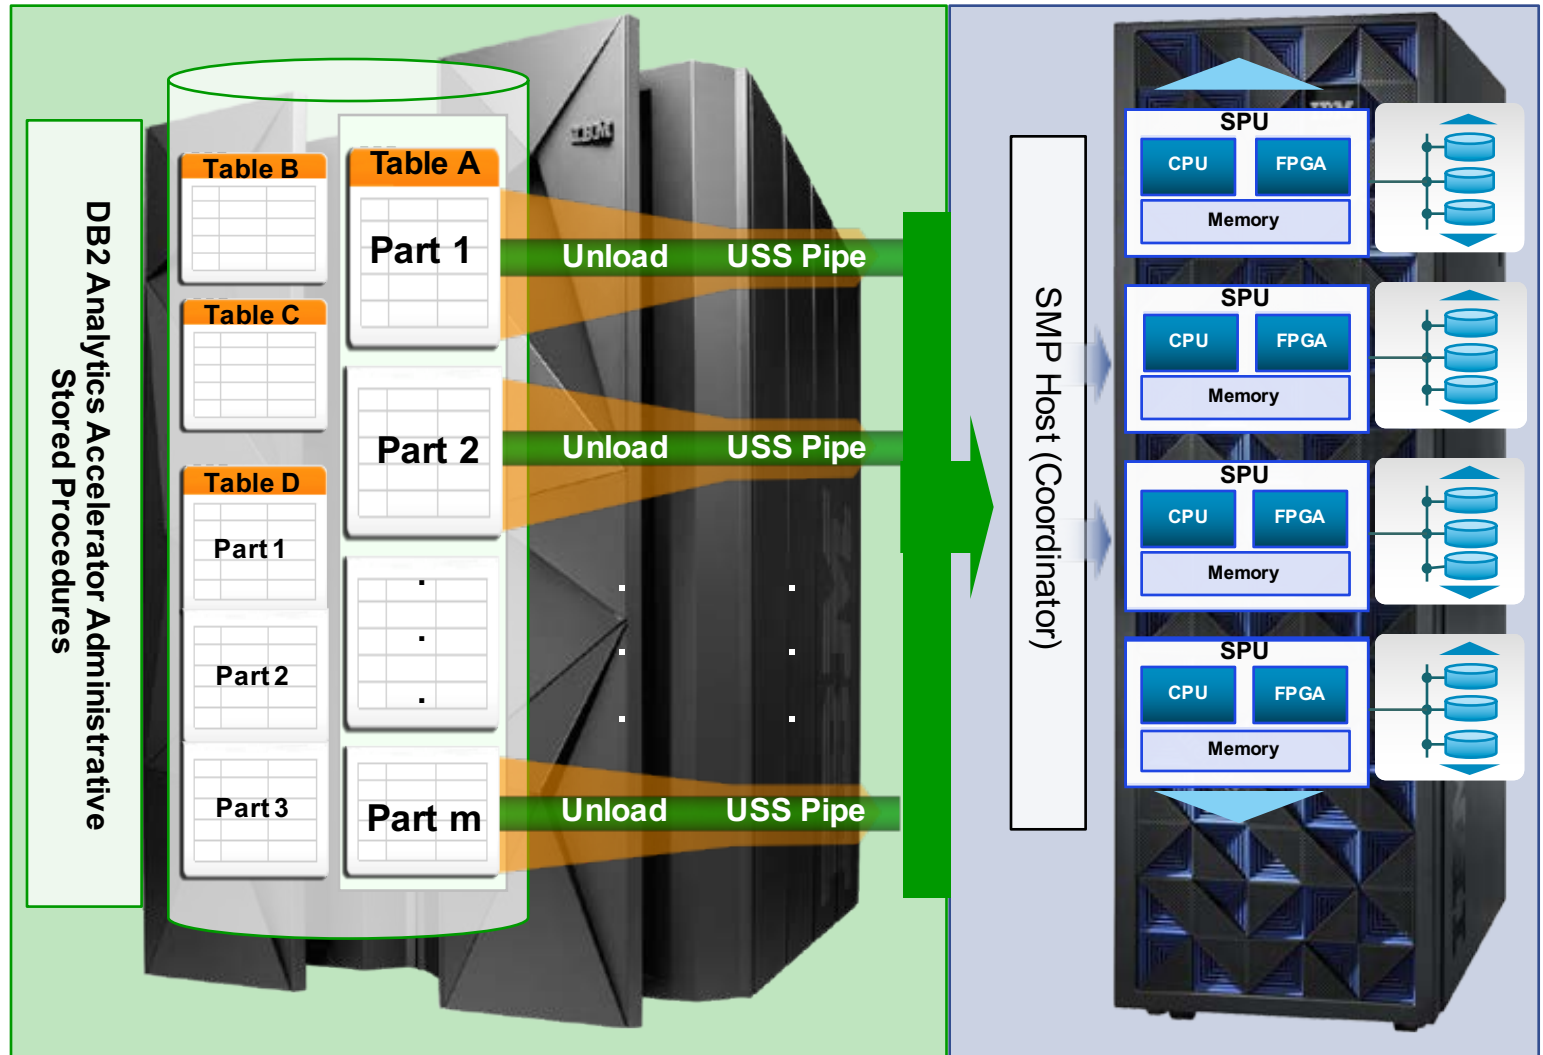 DB2 Analytics Accelerator Administrative
Stored Procedures
Table B
Table C
Table D
Part 1
Part 2
Part 3
Table A
Part 1
Part 2
.
.
.
Part m
IBM
Unload USS Pipe
Unload USS Pipe
. .
. .
. .
Unload USS Pipe
SMP Host (Coordinator)
IBM
SPU
CPU FPGA
Memory
SPU
CPU FPGA
Memory
SPU
CPU FPGA
Memory
SPU
CPU FPGA
Memory